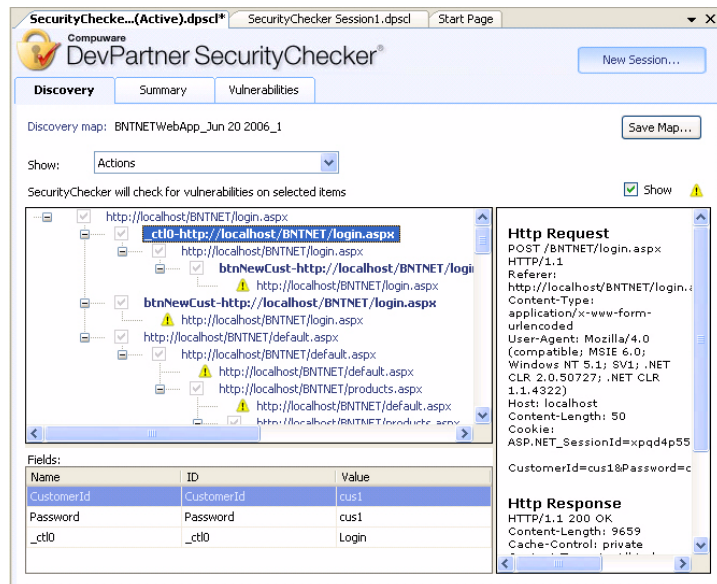 SecurityChecke...(Active).dpscl* SecurityChecker Session1.dpscl Start Page
Compuware
DevPartner SecurityChecker®
New Session...
Discovery Summary Vulnerabilities
Discovery map: BNTNETWebApp_Jun 20 2006_1
Save Map...
Show: Actions
SecurityChecker will check for vulnerabilities on selected items
Show
http://localhost/BNTNET/login.aspx
_ctl0-http://localhost/BNTNET/login.aspx
http://localhost/BNTNET/login.aspx
btnNewCust-http://localhost/BNTNET/logi
http://localhost/BNTNET/login.aspx
btnNewCust-http://localhost/BNTNET/login.aspx
http://localhost/BNTNET/login.aspx
http://localhost/BNTNET/default.aspx
http://localhost/BNTNET/default.aspx
http://localhost/BNTNET/default.aspx
http://localhost/BNTNET/products.aspx
http://localhost/BNTNET/default.aspx
http://localhost/BNTNET/products.aspx
Http Request
POST /BNTNET/login.aspx
HTTP/1.1
Referer:
http://localhost/BNTNET/login.a
Content-Type:
application/x-www-form-
urlencoded
User-Agent: Mozilla/4.0
(compatible; MSIE 6.0;
Windows NT 5.1; SV1; .NET
CLR 2.0.50727; .NET CLR
1.1.4322)
Host: localhost
Content-Length: 50
Cookie:
ASP.NET_SessionId=xpqd4p55
CustomerId=cus1&Password=c
Http Response
HTTP/1.1 200 OK
Content-Length: 9659
Cache-Control: private
Fields:
Name ID Value
CustomerId CustomerId cus1
Password Password cus1
_ctl0 _ctl0 Login